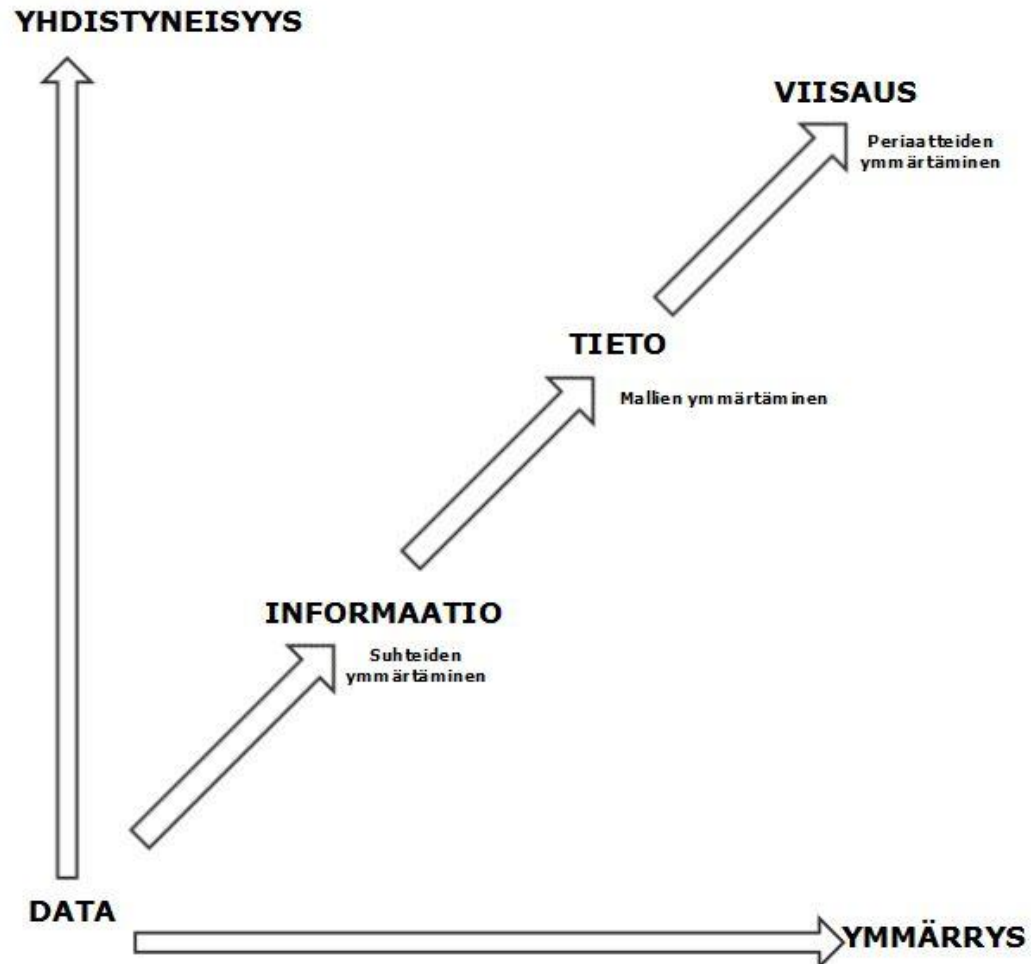 YHDISTYNEISYYS
VIISAUS
Periaatteiden
ymmärtäminen
TIETO
Mallien ymmärtäminen
INFORMAATIO
Suhteiden
ymmärtäminen
DATA
YMMÄRRYS